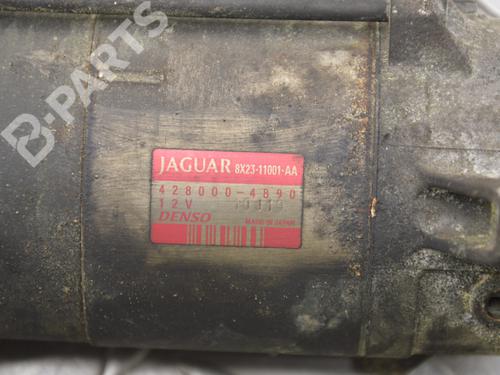 B-PARTS
JAGUAR 8X23-11001-AA
428000-4890
12V
DENSO MADE IN JAPAN